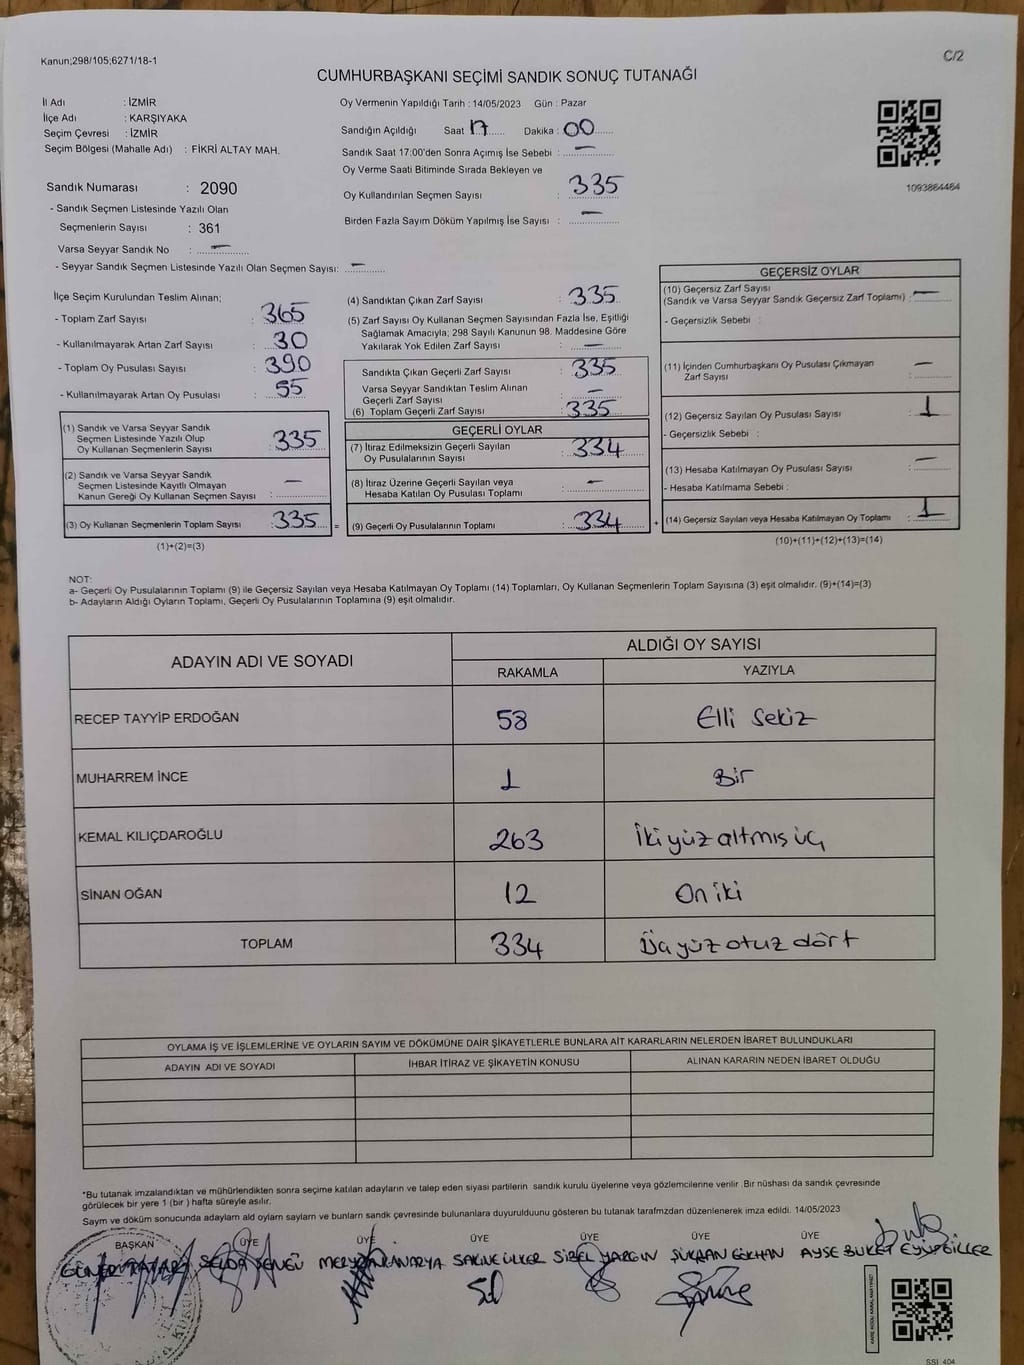 Kanun;298/105;6271/18-1
C/2
CUMHURBAŞKANI SEÇİMİ SANDIK SONUÇ TUTANAĞI
İl Adı : İZMİR
İlçe Adı : KARŞIYAKA
Seçim Çevresi : İZMİR
Seçim Bölgesi (Mahalle Adı) : FİKRİ ALTAY MAH.
Sandık Numarası : 2090
- Sandık Seçmen Listesinde Yazılı Olan
Seçmenlerin Sayısı : 361
Varsa Seyyar Sandık No : —
- Seyyar Sandık Seçmen Listesinde Yazılı Olan Seçmen Sayısı: —
Oy Vermenin Yapıldığı Tarih : 14/05/2023 Gün : Pazar
Sandığın Açıldığı Saat 17 Dakika : 00
Sandık Saat 17:00'den Sonra Açımış İse Sebebi : —
Oy Verme Saati Bitiminde Sırada Bekleyen ve
Oy Kullandırılan Seçmen Sayısı : 335
Birden Fazla Sayım Döküm Yapılmış İse Sayısı : —
1093864464
İlçe Seçim Kurulundan Teslim Alınan;
- Toplam Zarf Sayısı : 365
- Kullanılmayarak Artan Zarf Sayısı : 30
- Toplam Oy Pusulası Sayısı : 390
- Kullanılmayarak Artan Oy Pusulası : 55
(1) Sandık ve Varsa Seyyar Sandık
Seçmen Listesinde Yazılı Olup
Oy Kullanan Seçmenlerin Sayısı : 335
(2) Sandık ve Varsa Seyyar Sandık
Seçmen Listesinde Kayıtlı Olmayan
Kanun Gereği Oy Kullanan Seçmen Sayısı : —
(3) Oy Kullanan Seçmenlerin Toplam Sayısı : 335 =
(1)+(2)=(3)
(4) Sandıktan Çıkan Zarf Sayısı : 335
(5) Zarf Sayısı Oy Kullanan Seçmen Sayısından Fazla İse, Eşitliği
Sağlamak Amacıyla; 298 Sayılı Kanunun 98. Maddesine Göre
Yakılarak Yok Edilen Zarf Sayısı : —
Sandıkta Çıkan Geçerli Zarf Sayısı : 335
Varsa Seyyar Sandıktan Teslim Alınan
Geçerli Zarf Sayısı : —
(6) Toplam Geçerli Zarf Sayısı : 335
GEÇERLİ OYLAR
(7) İtiraz Edilmeksizin Geçerli Sayılan
Oy Pusulalarının Sayısı : 334
(8) İtiraz Üzerine Geçerli Sayılan veya
Hesaba Katılan Oy Pusulası Toplamı : —
(9) Geçerli Oy Pusulalarının Toplamı : 334 +
GEÇERSİZ OYLAR
(10) Geçersiz Zarf Sayısı
(Sandık ve Varsa Seyyar Sandık Geçersiz Zarf Toplamı) : —
- Geçersizlik Sebebi :
(11) İçinden Cumhurbaşkanı Oy Pusulası Çıkmayan
Zarf Sayısı : —
(12) Geçersiz Sayılan Oy Pusulası Sayısı : 1
- Geçersizlik Sebebi :
(13) Hesaba Katılmayan Oy Pusulası Sayısı : —
- Hesaba Katılmama Sebebi :
(14) Geçersiz Sayılan veya Hesaba Katılmayan Oy Toplamı : 1
(10)+(11)+(12)+(13)=(14)
NOT:
a- Geçerli Oy Pusulalarının Toplamı (9) ile Geçersiz Sayılan veya Hesaba Katılmayan Oy Toplamı (14) Toplamları, Oy Kullanan Seçmenlerin Toplam Sayısına (3) eşit olmalıdır. (9)+(14)=(3)
b- Adayların Aldığı Oyların Toplamı, Geçerli Oy Pusulalarının Toplamına (9) eşit olmalıdır.
ADAYIN ADI VE SOYADI ALDIĞI OY SAYISI
RAKAMLA YAZIYLA
RECEP TAYYİP ERDOĞAN 58 Elli Sekiz
MUHARREM İNCE 1 Bir
KEMAL KILIÇDAROĞLU 263 İki yüz altmış üç
SİNAN OĞAN 12 On iki
TOPLAM 334 Üç yüz otuz dört
OYLAMA İŞ VE İŞLEMLERİNE VE OYLARIN SAYIM VE DÖKÜMÜNE DAİR ŞİKAYETLERLE BUNLARA AİT KARARLARIN NELERDEN İBARET BULUNDUKLARI
ADAYIN ADI VE SOYADI İHBAR İTİRAZ VE ŞİKAYETİN KONUSU ALINAN KARARIN NEDEN İBARET OLDUĞU
*Bu tutanak imzalandıktan ve mühürlendikten sonra seçime katılan adayların ve talep eden siyasi partilerin sandık kurulu üyelerine veya gözlemcilerine verilir .Bir nüshası da sandık çevresinde
görülecek bir yere 1 (bir ) hafta süreyle asılır.
Sayım ve döküm sonucunda adayların ald oyların sayların ve bunların sandk çevresinde bulunanlara duyurulduunu gösteren bu tutanak tarafmzdan düzenlenerek imza edildi. 14/05/2023
BAŞKAN ÜYE ÜYE ÜYE ÜYE ÜYE ÜYE
SELDA SAKİNE ÜLKER SİBEL YARGIN ŞÜKRAN GÖKHAN AYŞE BUKET EYİNGİLLER